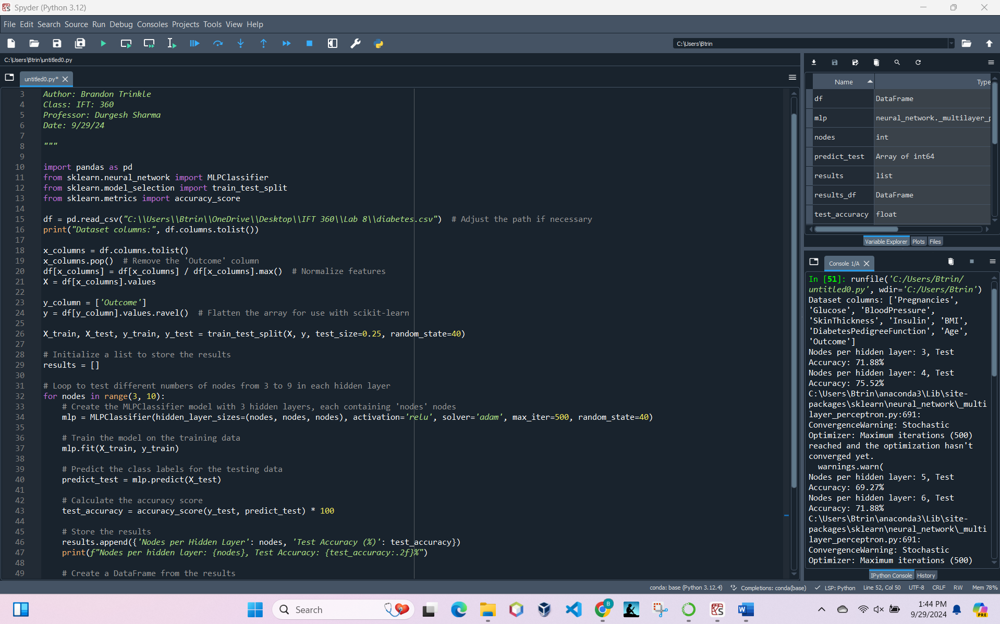 Spyder (Python 3.12)
File Edit Search Source Run Debug Consoles Projects Tools View Help
C:\Users\Btrin
C:\Users\Btrin\untitled0.py
untitled0.py*
3 Author: Brandon Trinkle
4 Class: IFT: 360
5 Professor: Durgesh Sharma
6 Date: 9/29/24
7
8 """
9
10 import pandas as pd
11 from sklearn.neural_network import MLPClassifier
12 from sklearn.model_selection import train_test_split
13 from sklearn.metrics import accuracy_score
14
15 df = pd.read_csv("C:\\Users\\Btrin\\OneDrive\\Desktop\\IFT 360\\Lab 8\\diabetes.csv")  # Adjust the path if necessary
16 print("Dataset columns:", df.columns.tolist())
17
18 x_columns = df.columns.tolist()
19 x_columns.pop()  # Remove the 'Outcome' column
20 df[x_columns] = df[x_columns] / df[x_columns].max()  # Normalize features
21 X = df[x_columns].values
22
23 y_column = ['Outcome']
24 y = df[y_column].values.ravel()  # Flatten the array for use with scikit-learn
25
26 X_train, X_test, y_train, y_test = train_test_split(X, y, test_size=0.25, random_state=40)
27
28 # Initialize a list to store the results
29 results = []
30
31 # Loop to test different numbers of nodes from 3 to 9 in each hidden layer
32 for nodes in range(3, 10):
33     # Create the MLPClassifier model with 3 hidden layers, each containing 'nodes' nodes
34     mlp = MLPClassifier(hidden_layer_sizes=(nodes, nodes, nodes), activation='relu', solver='adam', max_iter=500, random_state=40)
35
36     # Train the model on the training data
37     mlp.fit(X_train, y_train)
38
39     # Predict the class labels for the testing data
40     predict_test = mlp.predict(X_test)
41
42     # Calculate the accuracy score
43     test_accuracy = accuracy_score(y_test, predict_test) * 100
44
45     # Store the results
46     results.append({'Nodes per Hidden Layer': nodes, 'Test Accuracy (%)': test_accuracy})
47     print(f"Nodes per hidden layer: {nodes}, Test Accuracy: {test_accuracy:.2f}%")
48
49     # Create a DataFrame from the results
Name Type
df DataFrame
mlp neural_network._multilayer_p
nodes int
predict_test Array of int64
results list
results_df DataFrame
test_accuracy float
Variable Explorer Plots Files
Console 1/A
In [51]: runfile('C:/Users/Btrin/
untitled0.py', wdir='C:/Users/Btrin')
Dataset columns: ['Pregnancies',
'Glucose', 'BloodPressure',
'SkinThickness', 'Insulin', 'BMI',
'DiabetesPedigreeFunction', 'Age',
'Outcome']
Nodes per hidden layer: 3, Test
Accuracy: 71.88%
Nodes per hidden layer: 4, Test
Accuracy: 75.52%
C:\Users\Btrin\anaconda3\Lib\site-
packages\sklearn\neural_network\_multi
layer_perceptron.py:691:
ConvergenceWarning: Stochastic
Optimizer: Maximum iterations (500)
reached and the optimization hasn't
converged yet.
  warnings.warn(
Nodes per hidden layer: 5, Test
Accuracy: 69.27%
Nodes per hidden layer: 6, Test
Accuracy: 71.88%
C:\Users\Btrin\anaconda3\Lib\site-
packages\sklearn\neural_network\_multi
layer_perceptron.py:691:
ConvergenceWarning: Stochastic
Optimizer: Maximum iterations (500)
IPython Console History
conda: base (Python 3.12.4) Completions: conda(base) LSP: Python Line 52, Col 50 UTF-8 CRLF RW Mem 78%
Search
B
PRE
1:44 PM
9/29/2024